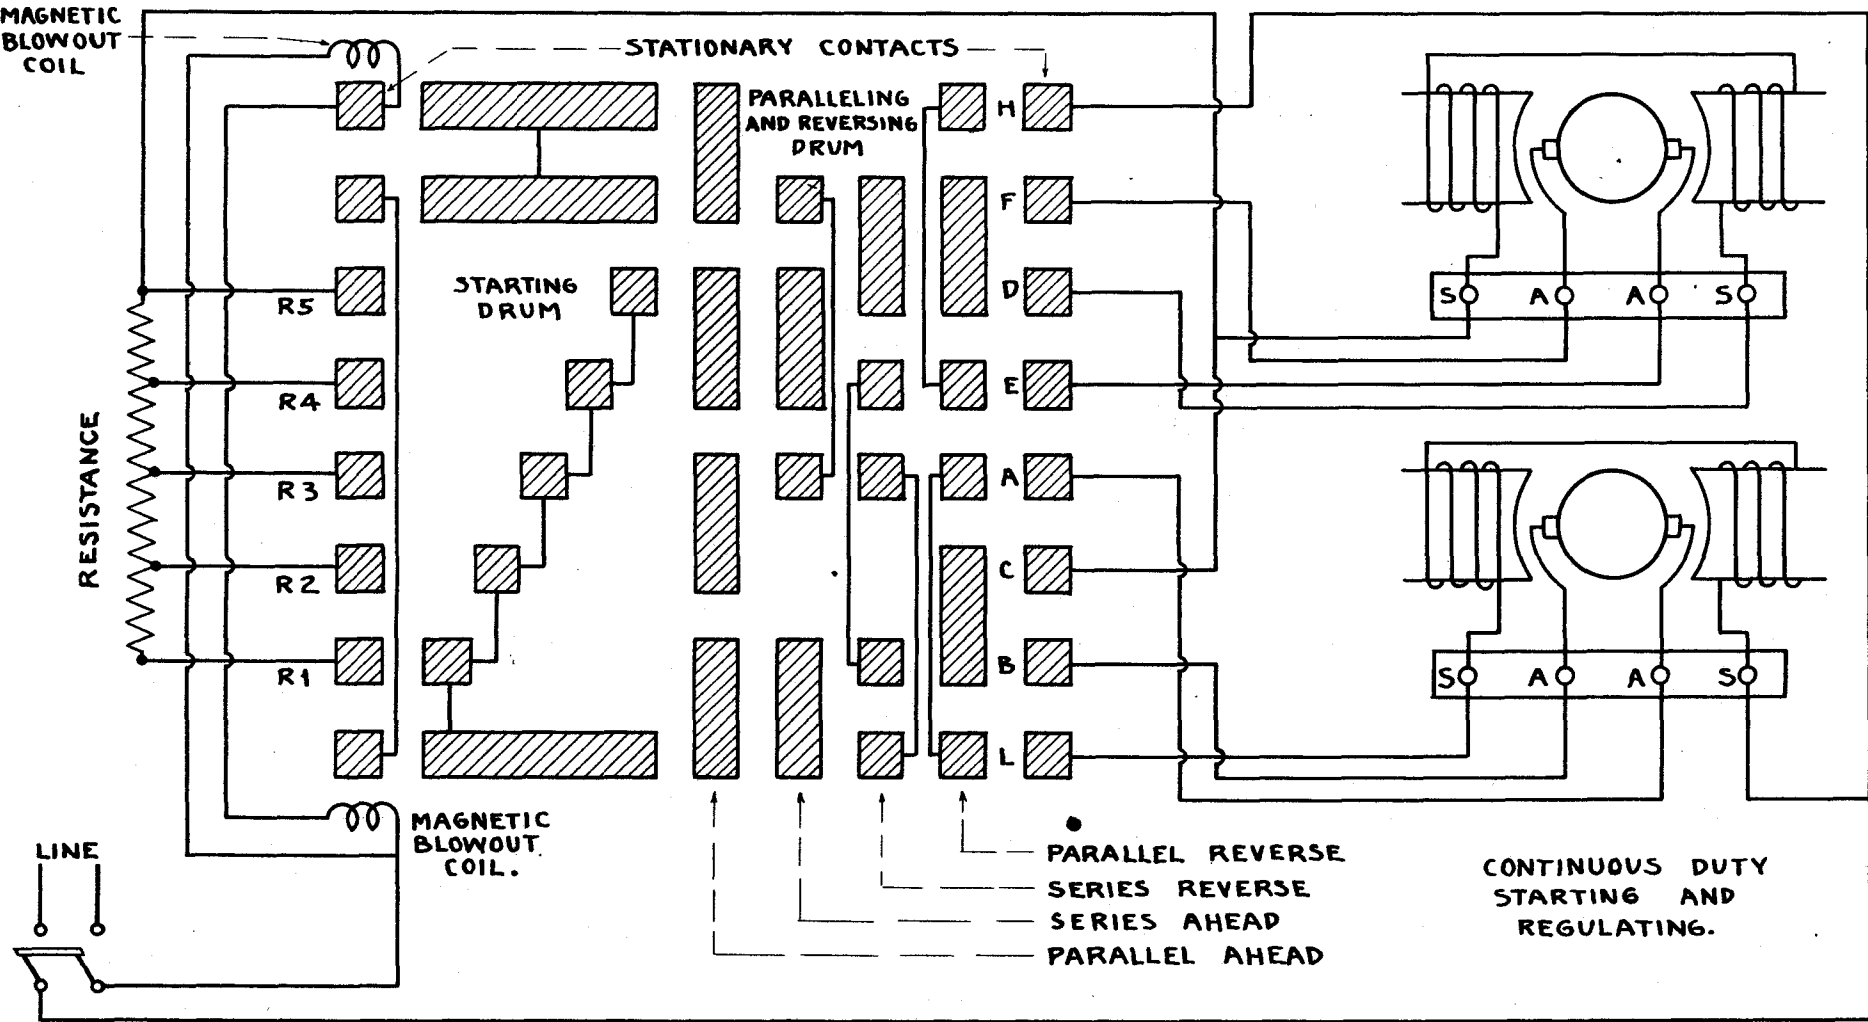 MAGNETIC
BLOWOUT
COIL
STATIONARY CONTACTS
PARALLELING
AND REVERSING
DRUM
H
F
D
E
A
C
B
L
STARTING
DRUM
R5
R4
R3
R2
R1
RESISTANCE
S A A S
S A A S
MAGNETIC
BLOWOUT
COIL.
LINE
PARALLEL REVERSE
SERIES REVERSE
SERIES AHEAD
PARALLEL AHEAD
CONTINUOUS DUTY
STARTING AND
REGULATING.